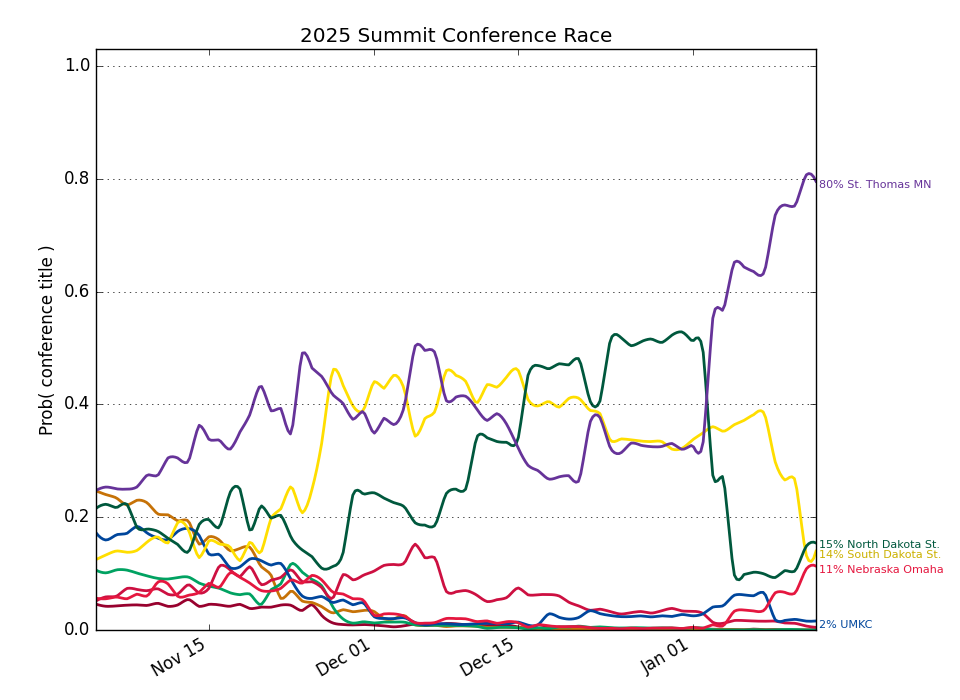 2025 Summit Conference Race
1.0
0.8
0.6
0.4
0.2
0.0
Prob( conference title )
Nov 15
Dec 01
Dec 15
Jan 01
80% St. Thomas MN
15% North Dakota St.
14% South Dakota St.
11% Nebraska Omaha
2% UMKC